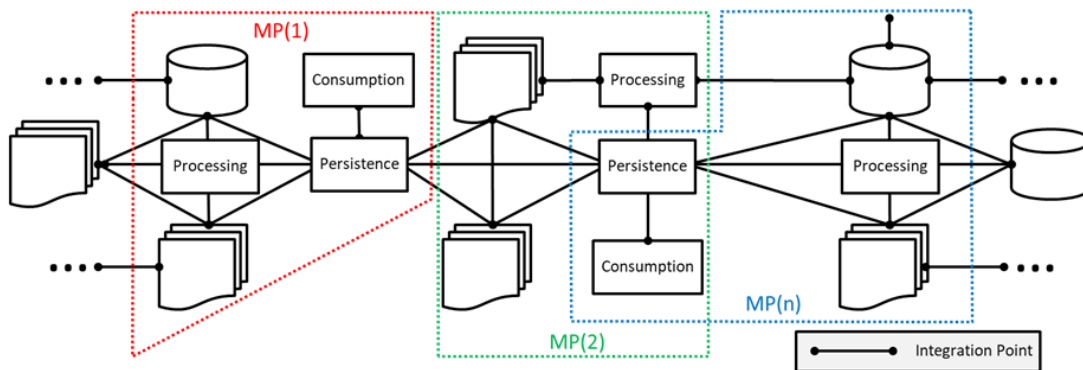 MP(1)
Consumption
Processing
Persistence
Processing
Persistence
Consumption
MP(2)
Processing
MP(n)
Integration Point